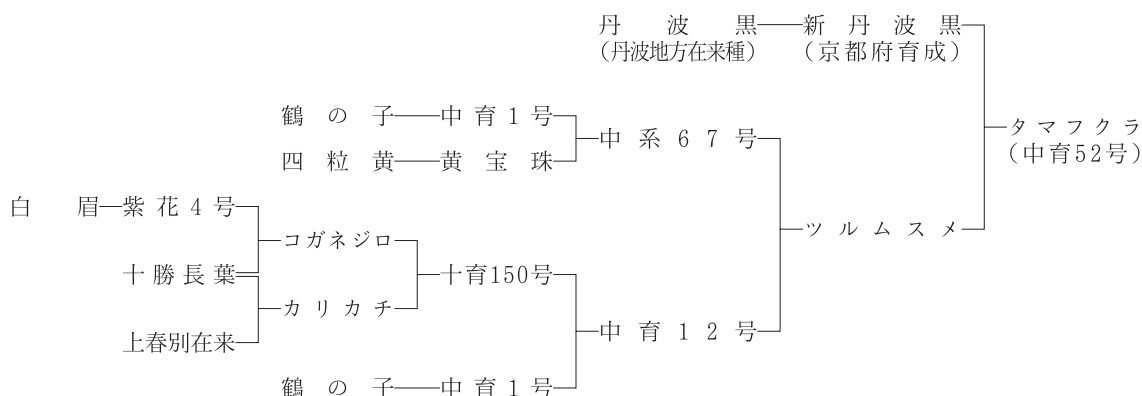 丹波黒 新丹波黒
(丹波地方在来種) (京都府育成)
鶴の子 中育1号
中系67号
タマフクラ
(中育52号)
四粒黄 黄宝珠
白眉 紫花4号
コガネジロ
ツルムスメ
十勝長葉
十育150号
カリカチ
中育12号
上春別在来
鶴の子 中育1号